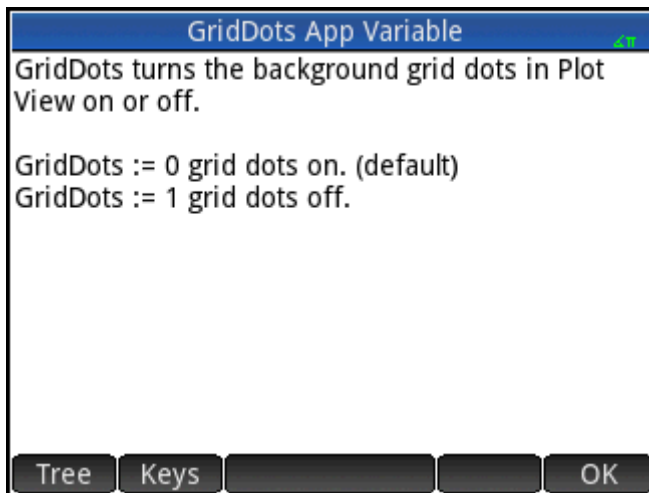 GridDots App Variable
∡π
GridDots turns the background grid dots in Plot
View on or off.
GridDots := 0 grid dots on. (default)
GridDots := 1 grid dots off.
Tree Keys OK